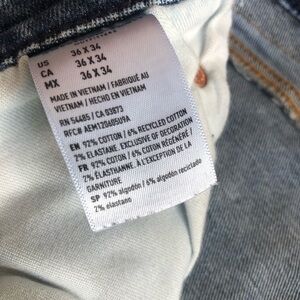 US 36 X 34
CA 36 X 34
MX 36 X 34
MADE IN VIETNAM / FABRIQUÉ AU
VIETNAM / HECHO EN VIETNAM
RN 54485 / CA 03873
RFC# AEM1206051J9A
EN 92% COTTON / 6% RECYCLED COTTON
2% ELASTANE. EXCLUSIVE OF DECORATION
FR 92% COTON / 6% COTON RÉGÉNÉRÉ /
2% ÉLASTHANNE. À L'EXCEPTION DE LA
GARNITURE
SP 92% algodón / 6% algodón reciclado
2% elastano